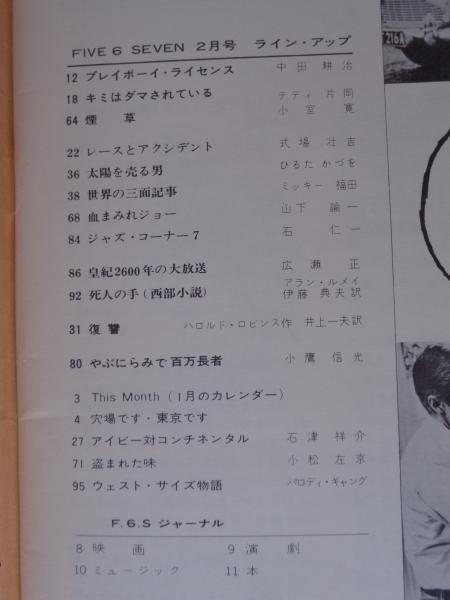 FIVE 6 SEVEN 2月号 ライン・アップ
12 プレイボーイ・ライセンス 中田耕治
18 キミはダマされている テディ片岡
64 煙草 小室寛
22 レースとアクシデント 式場壮吉
36 太陽を売る男 ひるた かづを
38 世界の三面記事 ミッキー福田
68 血まみれジョー 山下諭一
84 ジャズ・コーナー7 石仁一
86 皇紀2600年の大放送 広瀬正
92 死人の手(西部小説) アラン・ルメイ
伊藤典夫訳
31 復讐 ハロルド・ロビンス作 井上一夫訳
80 やぶにらみで百万長者 小鷹信光
3 This Month (1月のカレンダー)
4 穴場です・東京です
27 アイビー対コンチネンタル 石津祥介
71 盗まれた味 小松左京
95 ウェスト・サイズ物語 パロディ・ギャング
F.6.S ジャーナル
8 映画 9 演劇
10 ミュージック 11 本
216A